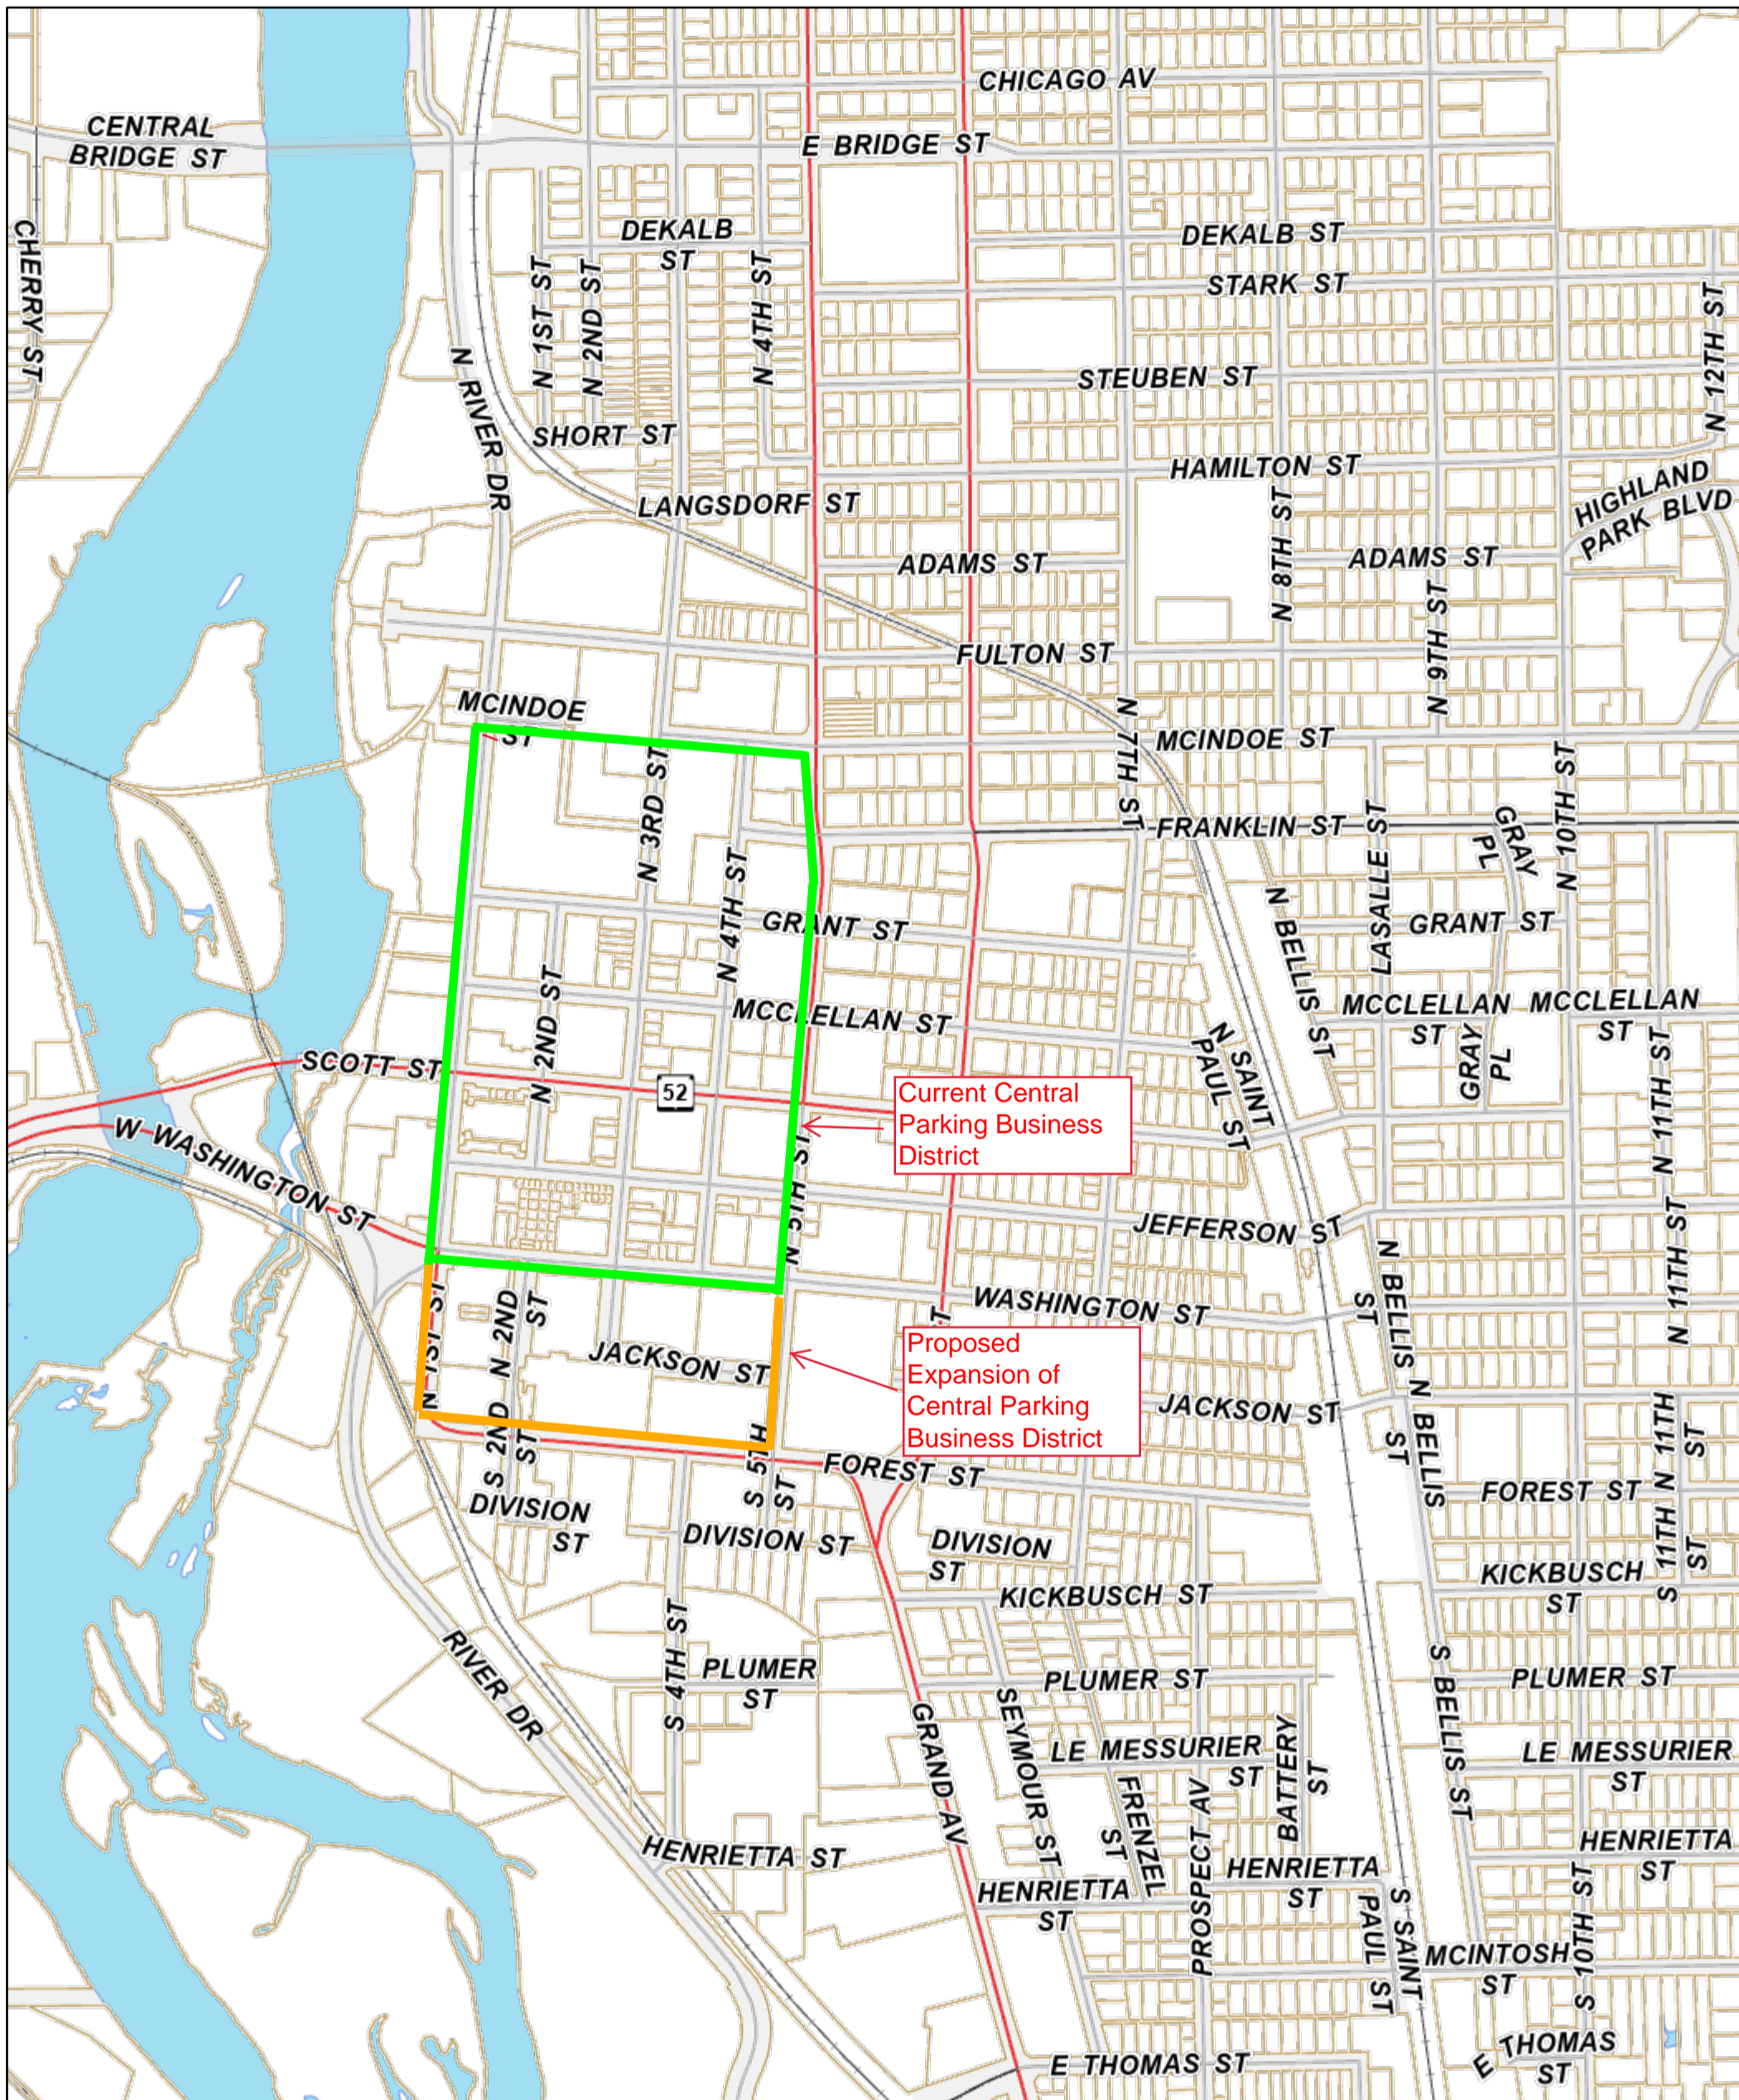 CHICAGO AV
CENTRAL
BRIDGE ST
E BRIDGE ST
CHERRY ST
DEKALB
ST
DEKALB ST
STARK ST
N 1ST ST
N 2ND ST
N 4TH ST
N 12TH ST
N RIVER DR
STEUBEN ST
SHORT ST
HAMILTON ST
HIGHLAND
PARK BLVD
LANGSDORF ST
N 8TH ST
ADAMS ST
ADAMS ST
N 9TH ST
FULTON ST
MCINDOE
ST
N 7TH ST
MCINDOE ST
N 3RD ST
N 10TH ST
FRANKLIN ST
LASALLE ST
GRAY
PL
N 4TH ST
GRANT ST
N BELLIS ST
GRANT ST
N 2ND ST
MCCLELLAN ST
MCCLELLAN
ST
MCCLELLAN
ST
N SAINT
PAUL ST
GRAY
PL
N 11TH ST
SCOTT ST
52
Current Central
Parking Business
District
W WASHINGTON ST
N 5TH ST
JEFFERSON ST
N 11TH ST
N BELLIS
ST
WASHINGTON ST
N 1ST ST
N 2ND
ST
ST
Proposed
Expansion of
Central Parking
Business District
JACKSON ST
JACKSON ST
N BELLIS
ST
N 11TH
ST
S 2ND
ST
S 5TH
ST
FOREST ST
FOREST ST
DIVISION
ST
DIVISION ST
DIVISION
ST
KICKBUSCH ST
KICKBUSCH
ST
S 11TH
ST
S 4TH ST
RIVER DR
PLUMER
ST
PLUMER ST
PLUMER ST
S BELLIS ST
GRAND AV
SEYMOUR ST
LE MESSURIER
ST
BATTERY
ST
LE MESSURIER
ST
FRENZEL
ST
PROSPECT AV
HENRIETTA ST
HENRIETTA
ST
HENRIETTA
ST
HENRIETTA
ST
S SAINT
PAUL ST
S 10TH ST
MCINTOSH
ST
E THOMAS ST
E THOMAS
ST